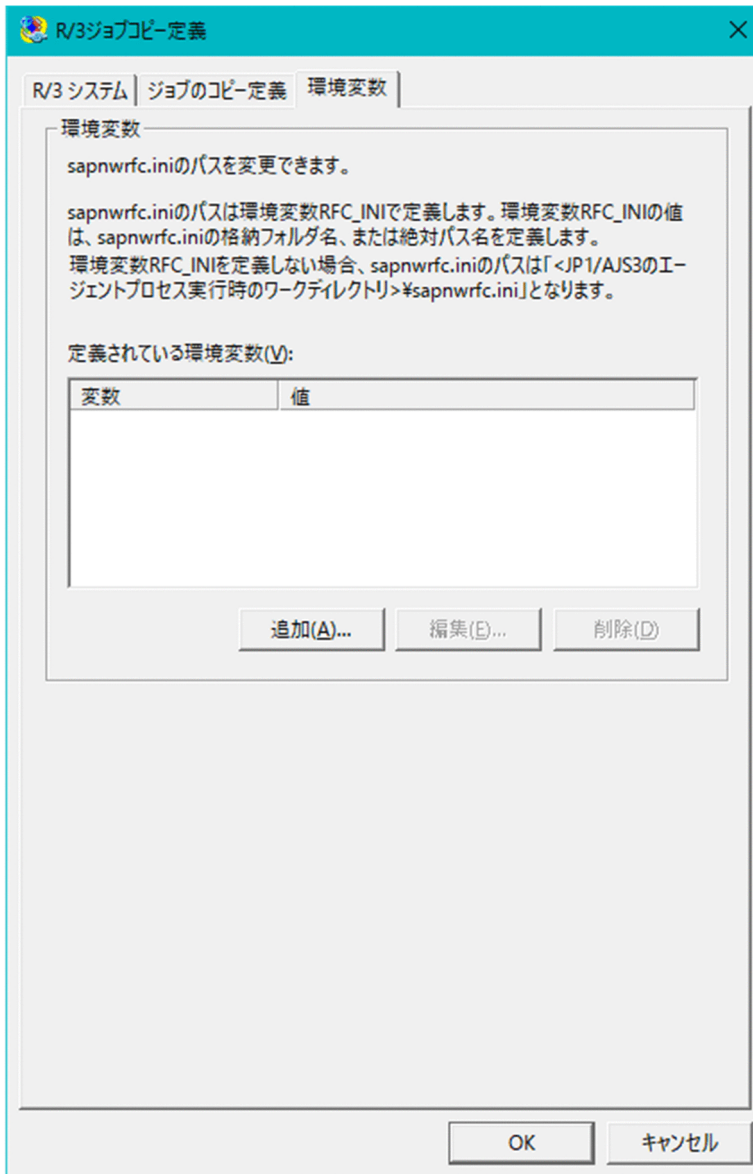 R/3ジョブコピー定義
R/3 システム
ジョブのコピー定義
環境変数
環境変数
sapnwrfc.iniのパスを変更できます。
sapnwrfc.iniのパスは環境変数RFC_INIで定義します。環境変数RFC_INIの値
は、sapnwrfc.iniの格納フォルダ名、または絶対パス名を定義します。
環境変数RFC_INIを定義しない場合、sapnwrfc.iniのパスは「<JP1/AJS3のエー
ジェントプロセス実行時のワークディレクトリ>¥sapnwrfc.ini」となります。
定義されている環境変数(V):
変数
値
追加(A)...
編集(E)...
削除(D)
OK
キャンセル